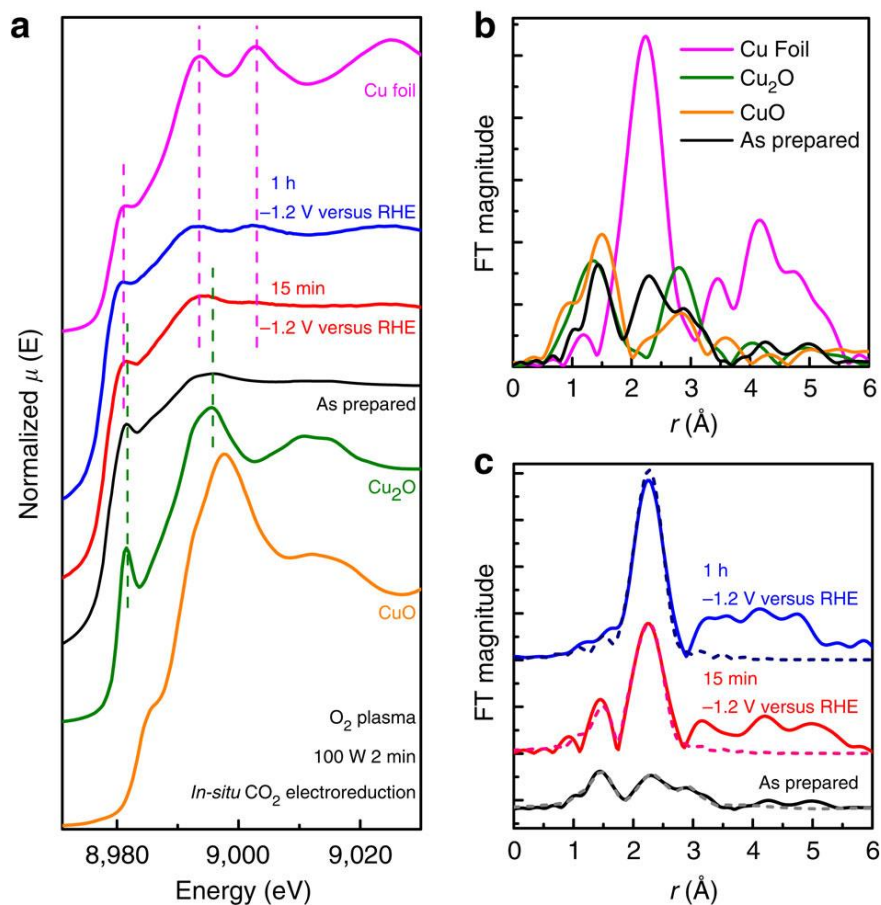 a
Cu foil
1 h
–1.2 V versus RHE
15 min
–1.2 V versus RHE
As prepared
Cu₂O
CuO
O₂ plasma
100 W 2 min
In-situ CO₂ electroreduction
Normalized μ (E)
8,980 9,000 9,020
Energy (eV)
b
Cu Foil
Cu₂O
CuO
As prepared
FT magnitude
0 1 2 3 4 5 6
r (Å)
c
1 h
–1.2 V versus RHE
15 min
–1.2 V versus RHE
As prepared
FT magnitude
0 1 2 3 4 5 6
r (Å)